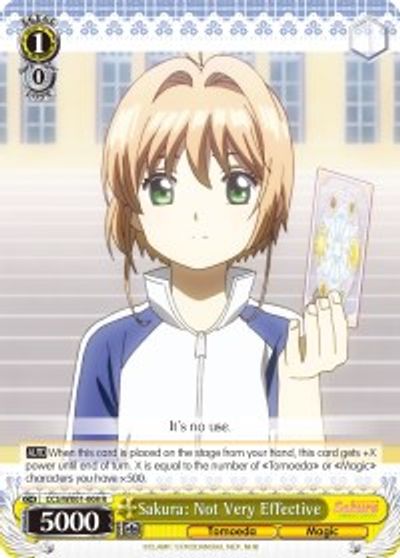 1
0
It's no use.
AUTO When this card is placed on the stage from your hand, this card gets +X
power until end of turn. X is equal to the number of «Tomoeda» or «Magic»
characters you have ×500.
5000
Sakura: Not Very Effective
Sakura
Tomoeda Magic